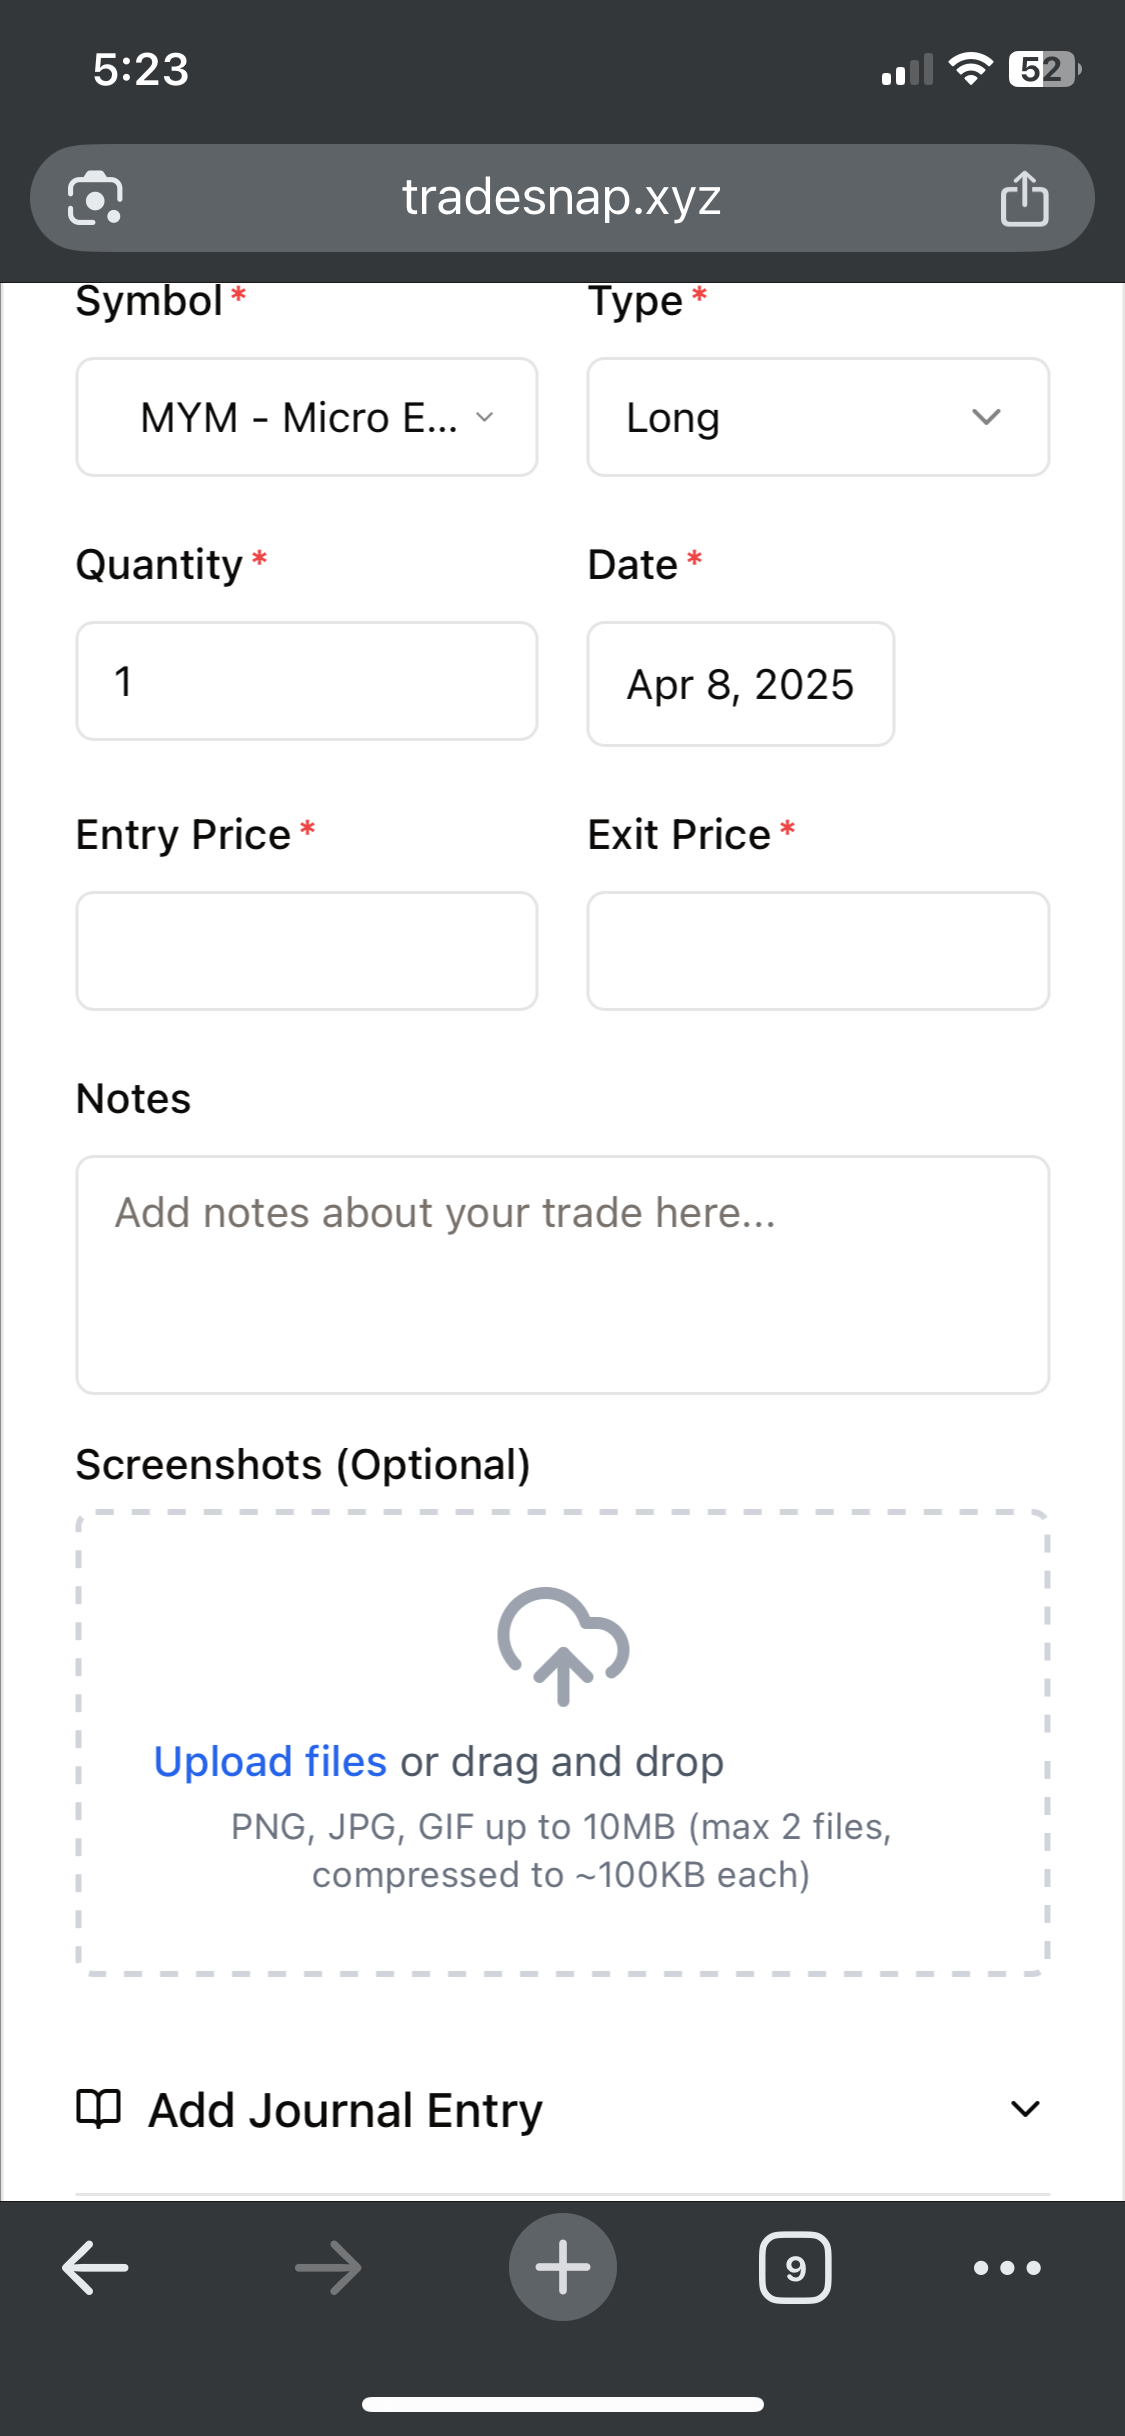 5:23
52
tradesnap.xyz
Symbol*
Type*
MYM - Micro E...
Long
Quantity*
Date*
1
Apr 8, 2025
Entry Price*
Exit Price*
Notes
Add notes about your trade here...
Screenshots (Optional)
Upload files or drag and drop
PNG, JPG, GIF up to 10MB (max 2 files,
compressed to ~100KB each)
Add Journal Entry
9